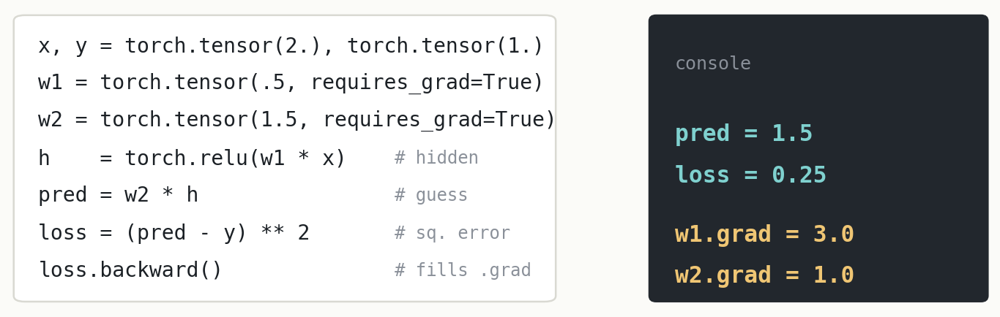 x, y = torch.tensor(2.), torch.tensor(1.)
w1 = torch.tensor(.5, requires_grad=True)
w2 = torch.tensor(1.5, requires_grad=True)
h    = torch.relu(w1 * x)    # hidden
pred = w2 * h                # guess
loss = (pred - y) ** 2       # sq. error
loss.backward()              # fills .grad
console
pred = 1.5
loss = 0.25
w1.grad = 3.0
w2.grad = 1.0